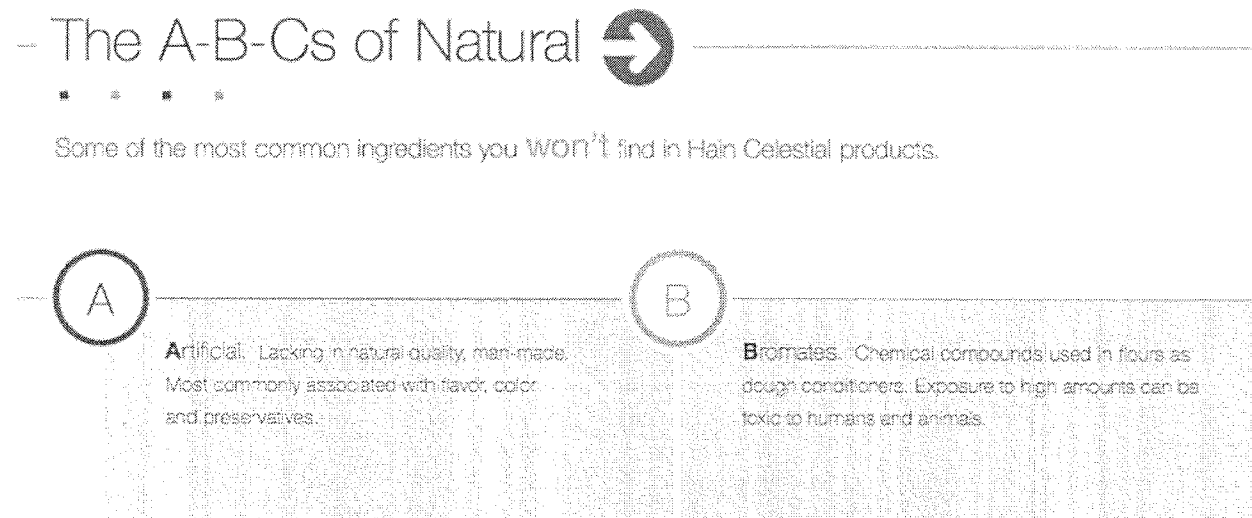 The A-B-Cs of Natural
Some of the most common ingredients you won't find in Hain Celestial products.
A
Artificial. Lacking in natural quality, man-made.
Most commonly associated with flavor, color
and preservatives.
B
Bromates. Chemical compounds used in flours as
dough conditioners. Exposure to high amounts can be
toxic to humans and animals.